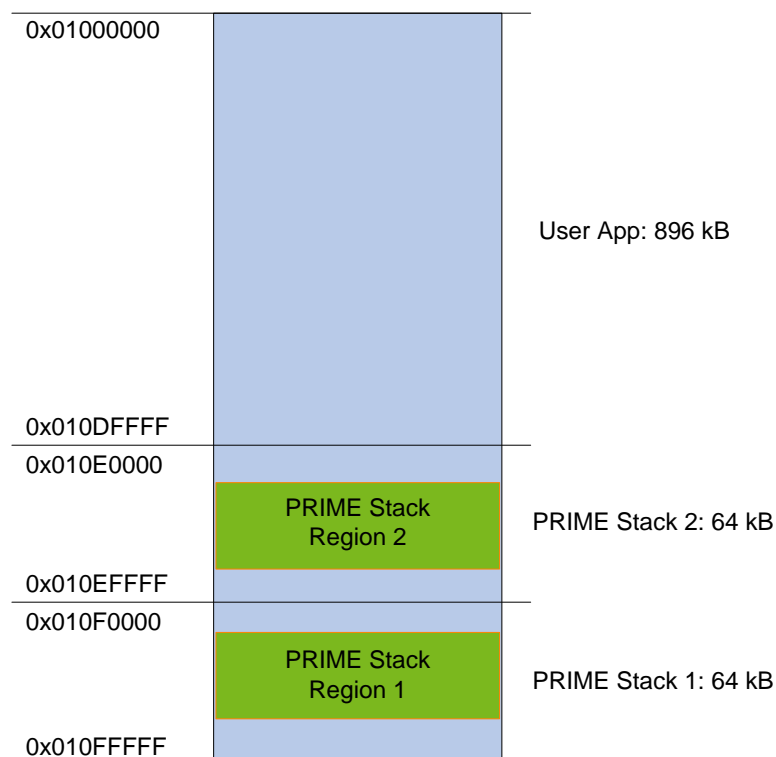 0x01000000
User App: 896 kB
0x010DFFFF
0x010E0000
PRIME Stack
Region 2
PRIME Stack 2: 64 kB
0x010EFFFF
0x010F0000
PRIME Stack
Region 1
PRIME Stack 1: 64 kB
0x010FFFFF